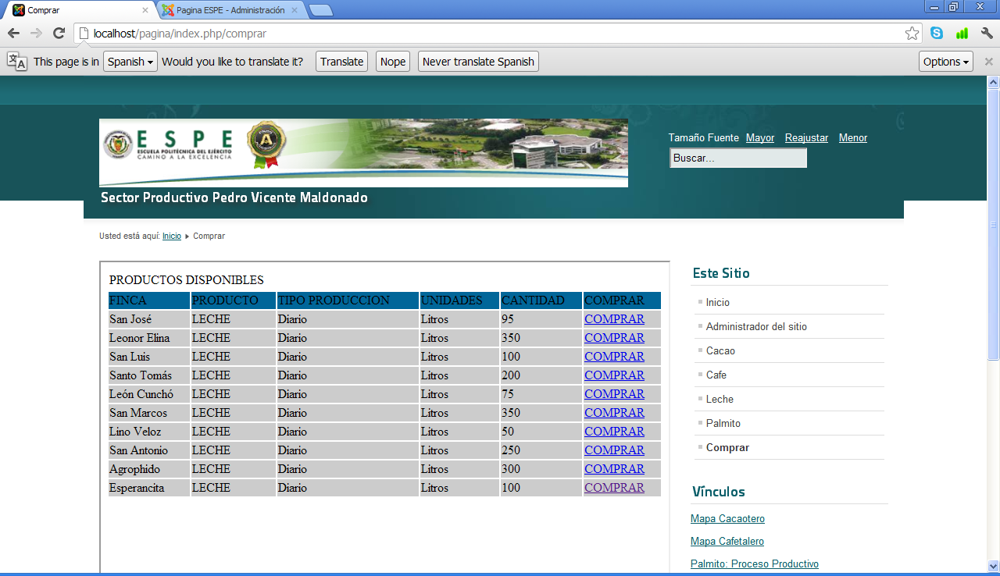 Comprar
Pagina ESPE - Administración
localhost/pagina/index.php/comprar
This page is in Spanish Would you like to translate it? Translate Nope Never translate Spanish Options
ESPE
ESCUELA POLITÉCNICA DEL EJÉRCITO
CAMINO A LA EXCELENCIA
A
Tamaño Fuente Mayor Reajustar Menor
Buscar...
Sector Productivo Pedro Vicente Maldonado
Usted está aquí: Inicio Comprar
PRODUCTOS DISPONIBLES
FINCA PRODUCTO TIPO PRODUCCION UNIDADES CANTIDAD COMPRAR
San José LECHE Diario Litros 95 COMPRAR
Leonor Elina LECHE Diario Litros 350 COMPRAR
San Luis LECHE Diario Litros 100 COMPRAR
Santo Tomás LECHE Diario Litros 200 COMPRAR
León Cunchó LECHE Diario Litros 75 COMPRAR
San Marcos LECHE Diario Litros 350 COMPRAR
Lino Veloz LECHE Diario Litros 50 COMPRAR
San Antonio LECHE Diario Litros 250 COMPRAR
Agrophido LECHE Diario Litros 300 COMPRAR
Esperancita LECHE Diario Litros 100 COMPRAR
Este Sitio
Inicio
Administrador del sitio
Cacao
Cafe
Leche
Palmito
Comprar
Vínculos
Mapa Cacaotero
Mapa Cafetalero
Palmito: Proceso Productivo